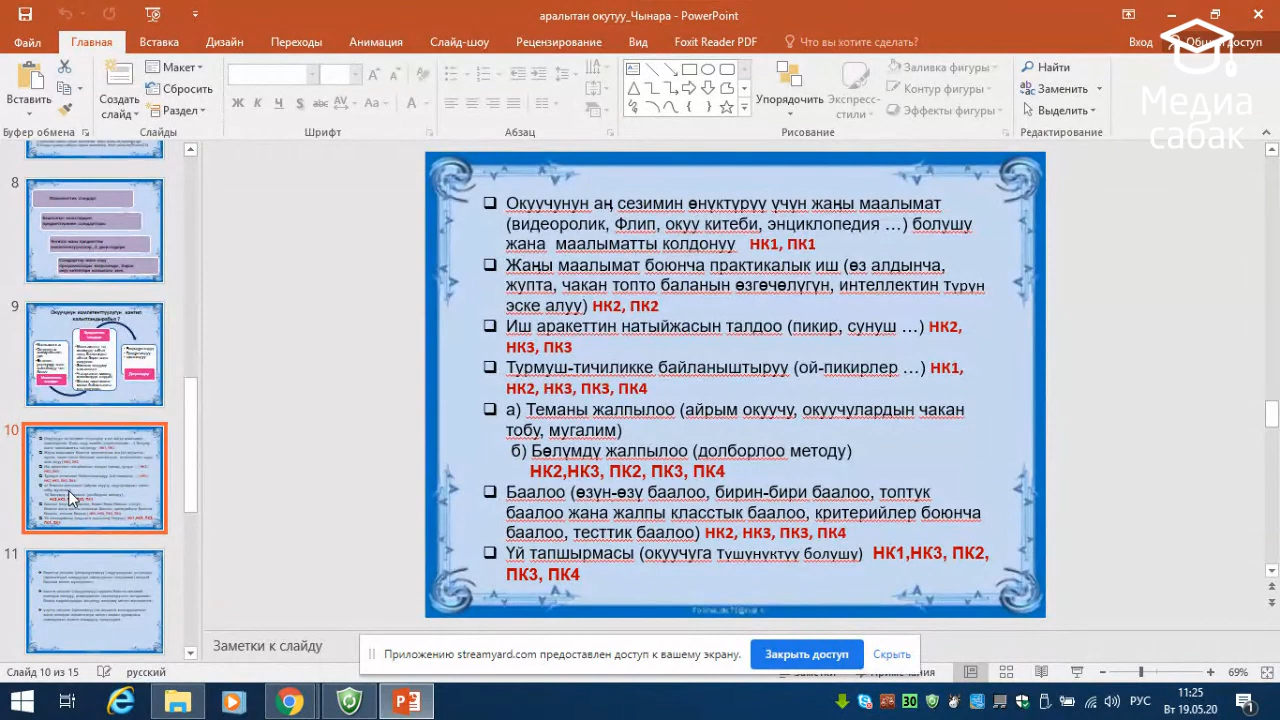 аралытан окутуу_Чынара - PowerPoint
Файл Главная Вставка Дизайн Переходы Анимация Слайд-шоу Рецензирование Вид Foxit Reader PDF Что вы хотите сделать? Вход Общий доступ
Вставить
Создать слайд
Макет
Сбросить
Раздел
Ж К Ч S abc AV Aa A
Упорядочить
Экспресс-стили
Заливка фигуры
Контур фигуры
Эффекты фигуры
Найти
Заменить
Выделить
Буфер обмена Слайды Шрифт Абзац Рисование Редактирование
медиа
сабак
8
9
10
11
Окуучунун аң сезимин өнүктүрүү үчүн жаңы маалымат
(видеоролик, Флип, окуу китеби, энциклопедия …) болушу
жана маалыматты колдонуу НК1, ПК1
Жаны маалымат боюнча практикалык иш (өз алдынча,
жупта, чакан топто баланын өзгөчөлүгүн, интеллектин түрүн
эске алуу) НК2, ПК2
Иш аракеттин натыйжасын талдоо (пикир, сунуш …) НК2,
НК3 ПК3
Турмуш тичиликке байланыштыруу (ой-пикирлер …) НК1,
НК2,НК3, ПК3, ПК4
а) Теманы жалпылоо (айрым окуучу, окуучулардын чакан
тобу, мугалим)
б) Бөлүмдү жалпылоо (долбоорлоо методу)
НК2,НК3, ПК2, ПК3, ПК4
Баалоо (өзүн-өзү баалоо, бирин-бири баалоо, топтук
баалоо жана жалпы класстык баалоо, критерийлер боюнча
баалоо, тесттик баалоо) НК2, НК3, ПК3, ПК4
Үй тапшырмасы (окуучуга түшүнүктүү болушу) НК1,НК3, ПК2,
ПК3, ПК4
Заметки к слайду
Приложению streamyard.com предоставлен доступ к вашему экрану. Закрыть доступ Скрыть
Слайд 10 из 15 русский Заметки Примечания 69%
РУС
11:25
Вт 19.05.20